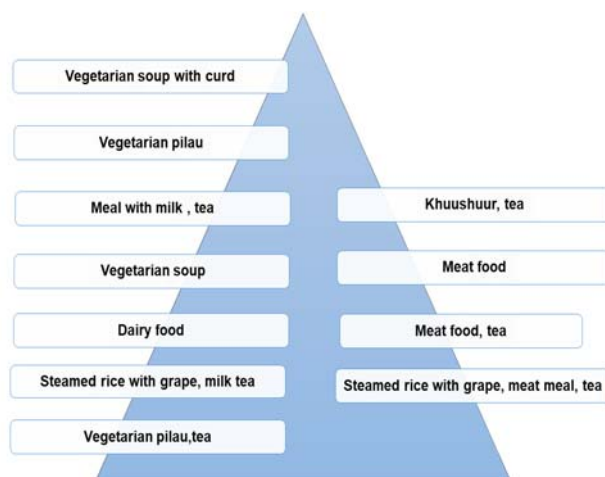 Vegetarian soup with curd
Vegetarian pilau
Meal with milk , tea
Vegetarian soup
Dairy food
Steamed rice with grape, milk tea
Vegetarian pilau,tea
Khuushuur, tea
Meat food
Meat food, tea
Steamed rice with grape, meat meal, tea